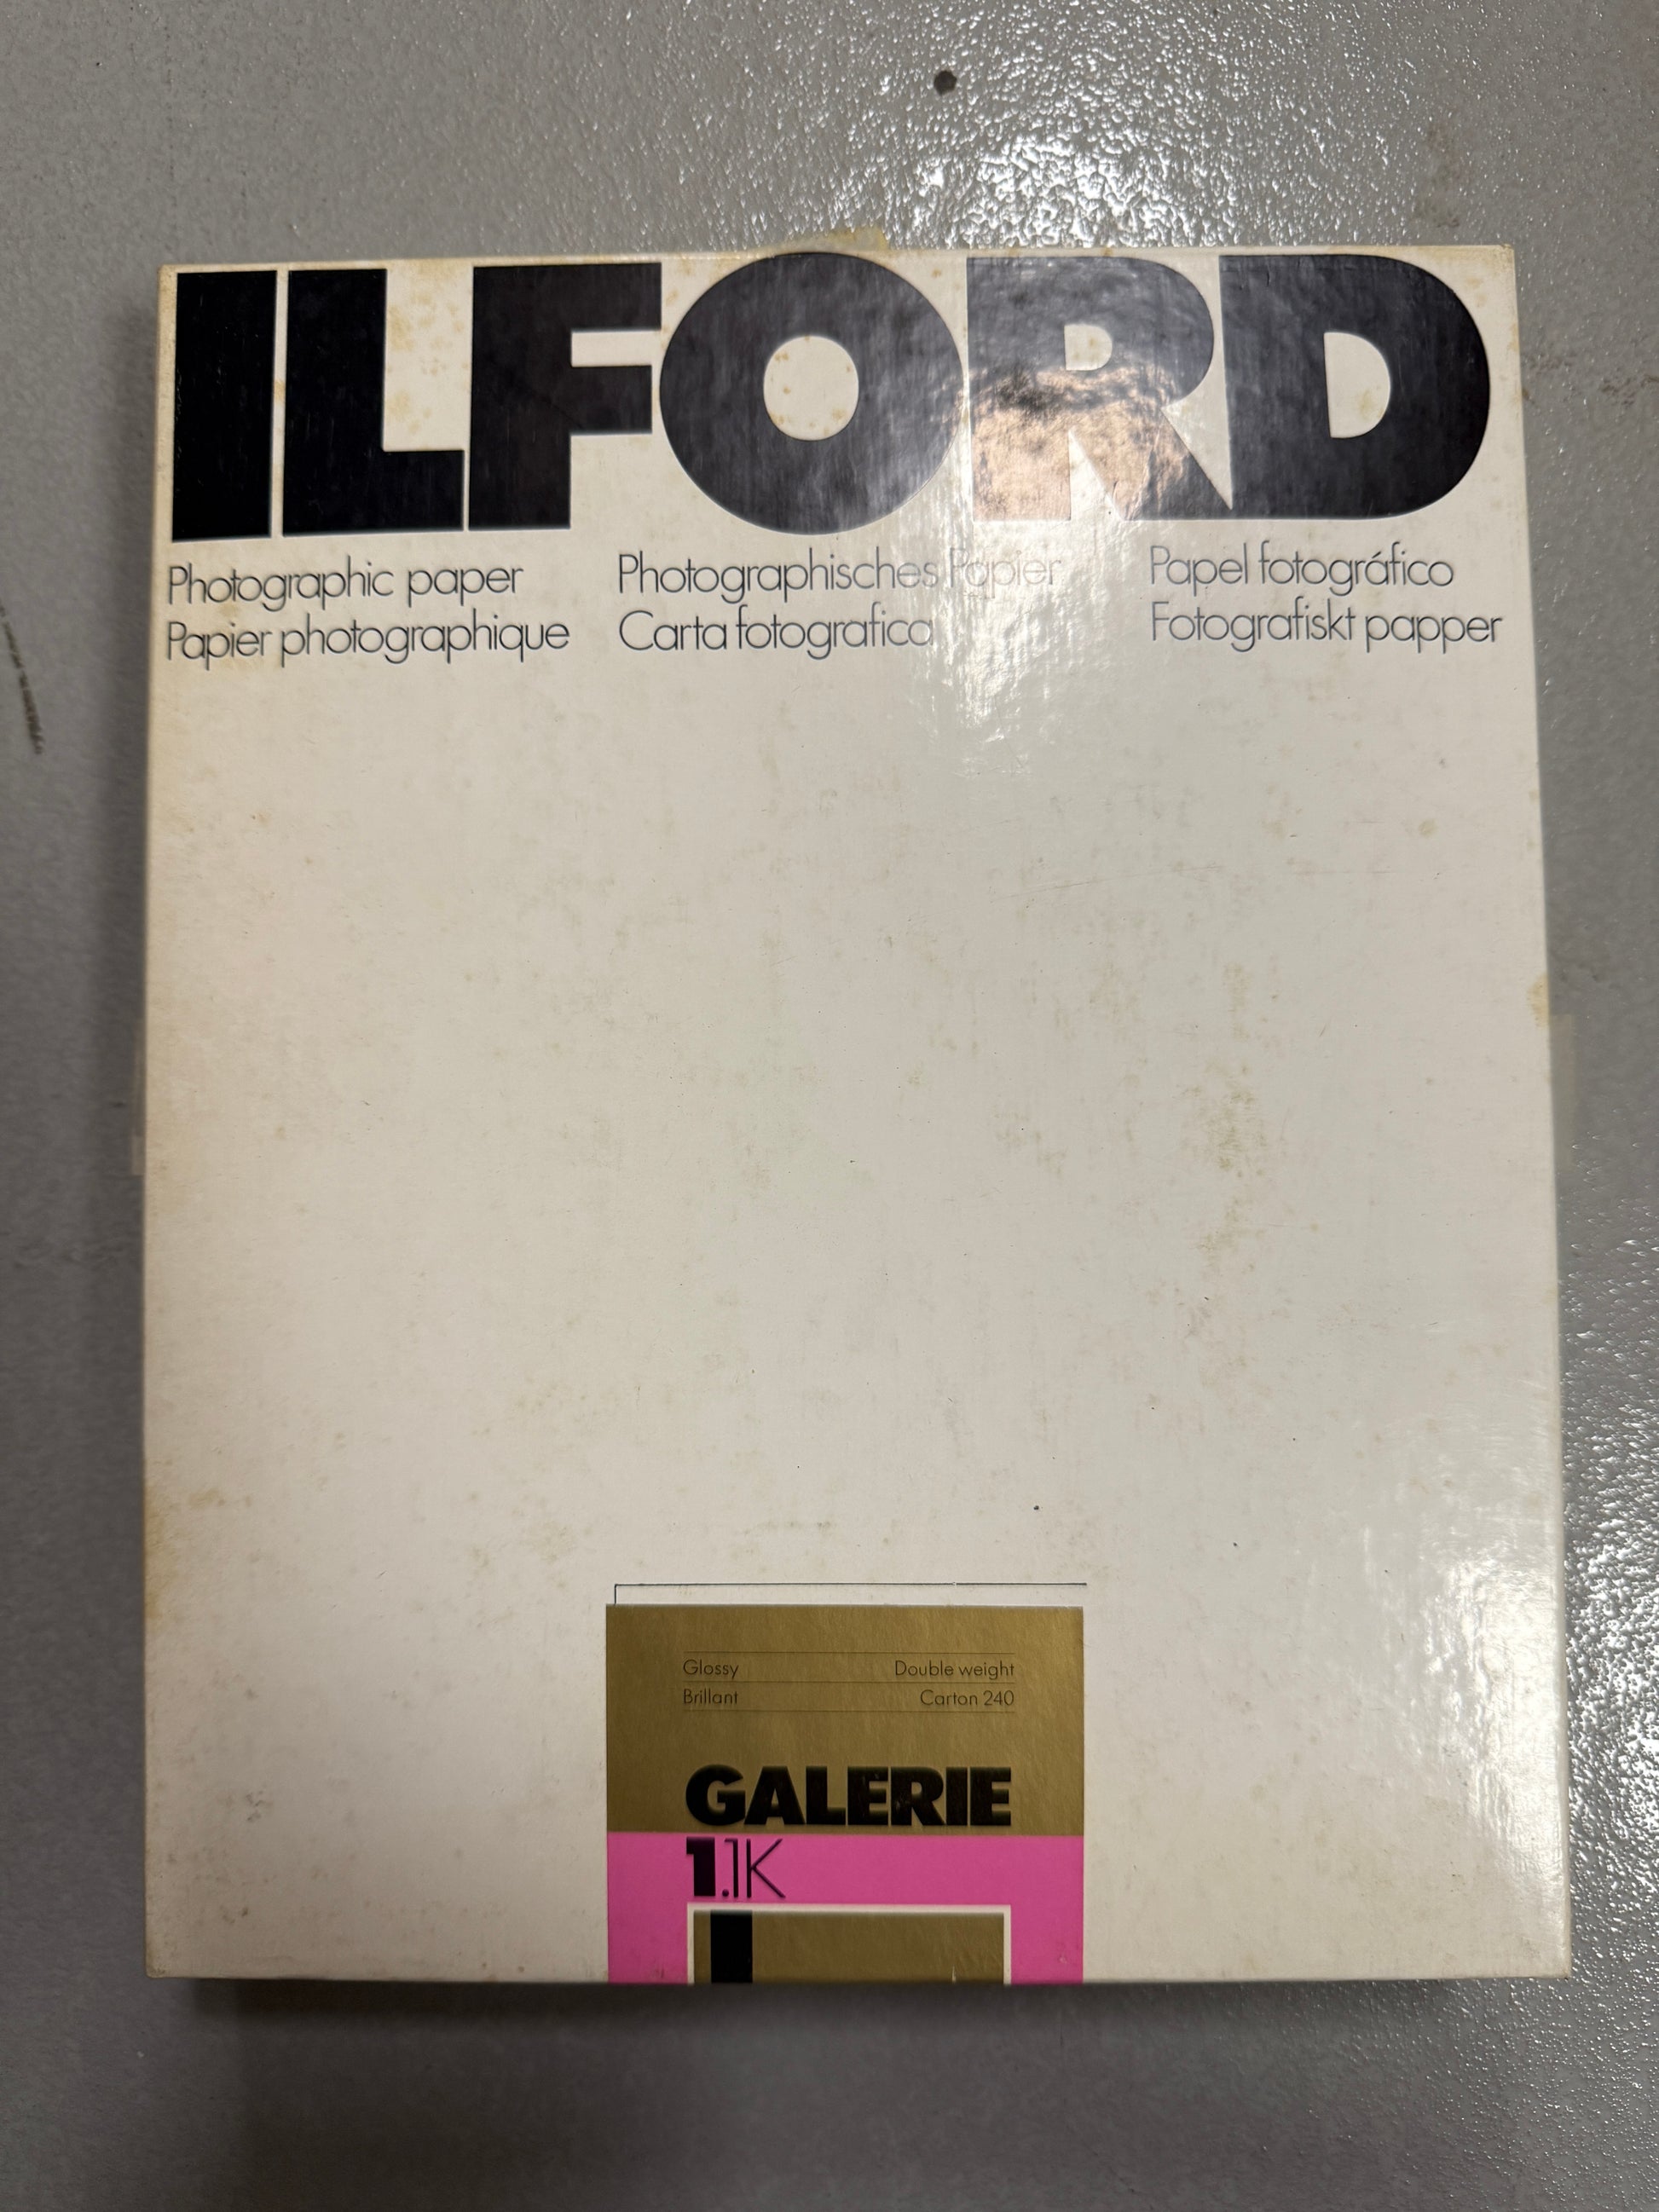 ILFORD
Photographic paper
Papier photographique
Photographisches Papier
Carta fotografica
Papel fotográfico
Fotografiskt papper
Glossy Double weight
Brillant Carton 240
GALERIE
1.1K